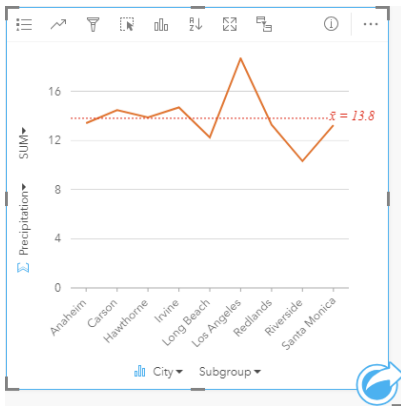 A
Z
16
x̄ = 13.8
12
8
4
0
SUM
Precipitation
Anaheim
Carson
Hawthorne
Irvine
Long Beach
Los Angeles
Redlands
Riverside
Santa Monica
City
Subgroup